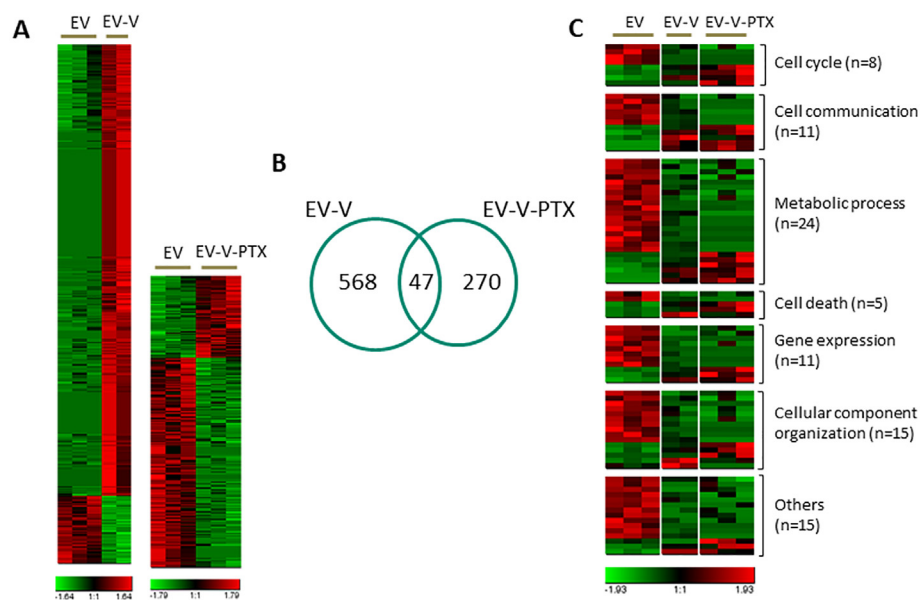 A
EV EV-V
EV EV-V-PTX
-1.64 1:1 1.64
-1.79 1:1 1.79
B
EV-V EV-V-PTX
568 47 270
C
EV EV-V EV-V-PTX
Cell cycle (n=8)
Cell communication
(n=11)
Metabolic process
(n=24)
Cell death (n=5)
Gene expression
(n=11)
Cellular component
organization (n=15)
Others
(n=15)
-1.93 1:1 1.93